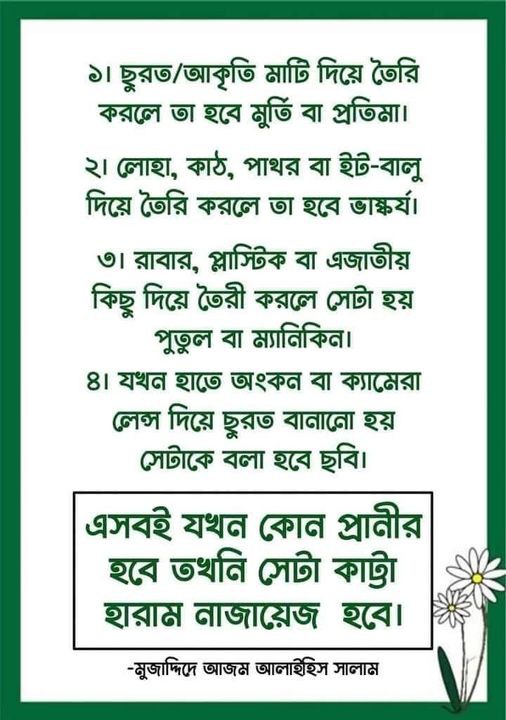 ১। ছুরত/আকৃতি মাটি দিয়ে তৈরি
করলে তা হবে মুর্তি বা প্রতিমা।
২। লোহা, কাঠ, পাথর বা ইট-বালু
দিয়ে তৈরি করলে তা হবে ভাস্কর্য।
৩। রাবার, প্লাস্টিক বা এজাতীয়
কিছু দিয়ে তৈরী করলে সেটা হয়
পুতুল বা ম্যানিকিন।
৪। যখন হাতে অংকন বা ক্যামেরা
লেন্স দিয়ে ছুরত বানানো হয়
সেটাকে বলা হবে ছবি।
এসবই যখন কোন প্রানীর
হবে তখনি সেটা কাট্টা
হারাম নাজায়েজ হবে।
-মুজাদ্দিদে আজম আলাইহিস সালাম